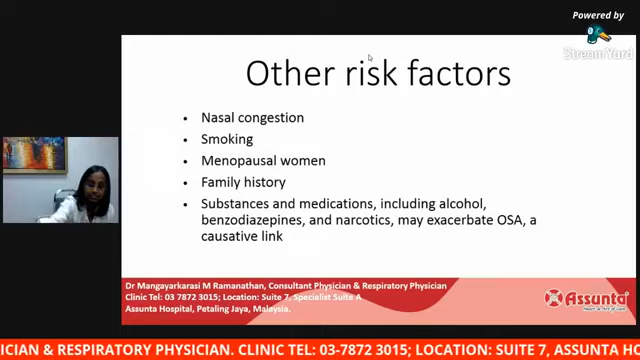 Powered by
StreamYard
Other risk factors
• Nasal congestion
• Smoking
• Menopausal women
• Family history
• Substances and medications, including alcohol,
benzodiazepines, and narcotics, may exacerbate OSA, a
causative link
Dr Mangayarkarasi M Ramanathan, Consultant Physician & Respiratory Physician
Clinic Tel: 03 7872 3015; Location: Suite 7, Specialist Suite A
Assunta Hospital, Petaling Jaya, Malaysia.
Assunta
ICIAN & RESPIRATORY PHYSICIAN. CLINIC TEL: 03-7872 3015; LOCATION: SUITE 7, ASSUNTA HO